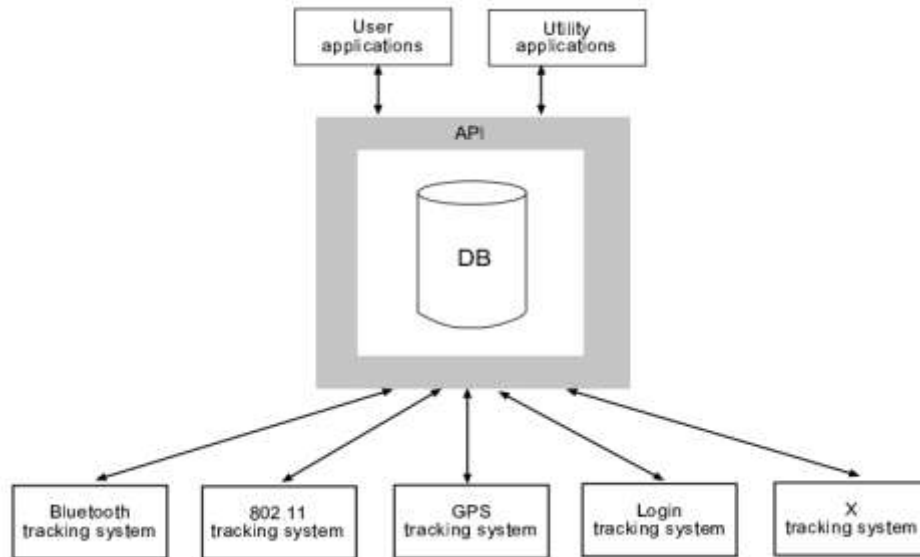 User
applications
Utility
applications
API
DB
Bluetooth
tracking system
802 11
tracking system
GPS
tracking system
Login
tracking system
X
tracking system